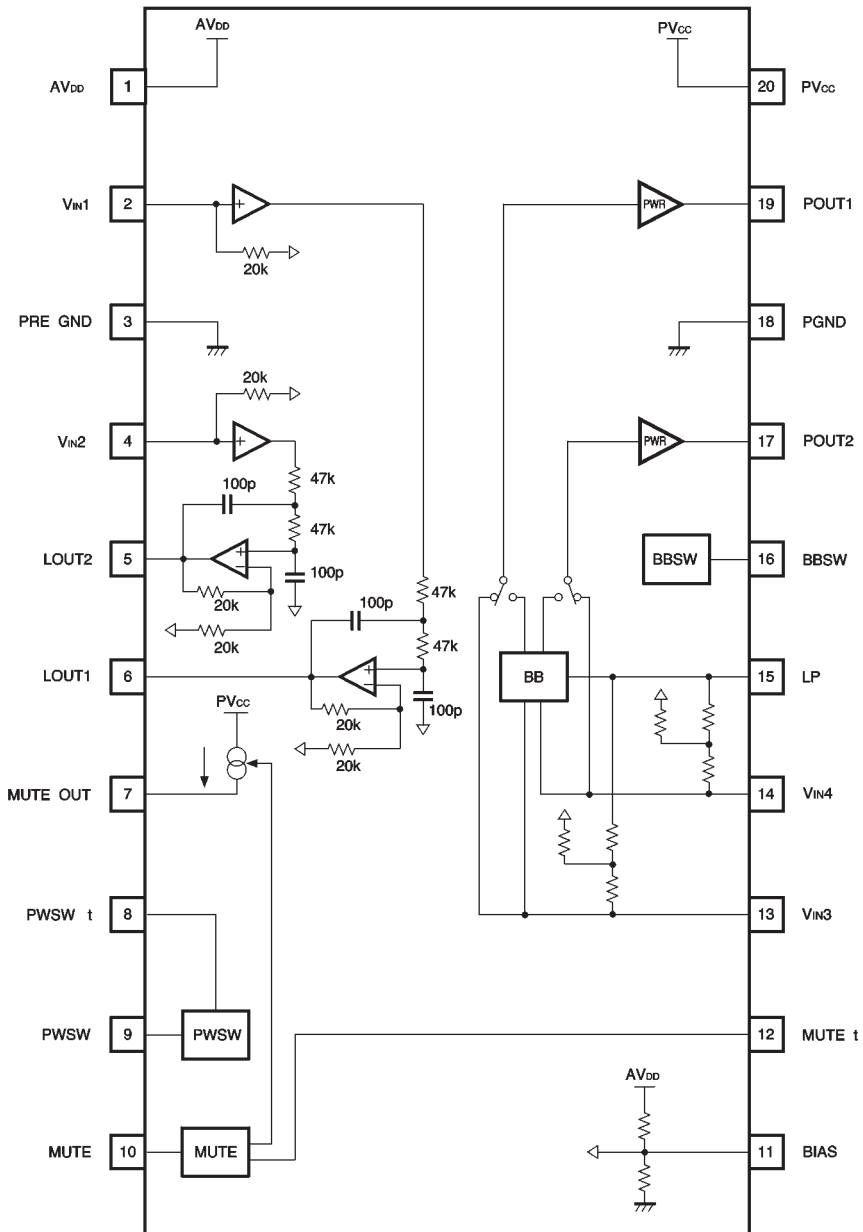 AVDD
PVCC
AVDD 1
20 PVCC
VIN1 2
+
PWR
19 POUT1
20k
PRE GND 3
18 PGND
20k
VIN2 4
+
PWR
17 POUT2
47k
100p
47k
LOUT2 5
+
−
BBSW
16 BBSW
100p
20k
20k
47k
100p
47k
LOUT1 6
+
−
BB
15 LP
100p
20k
20k
PVCC
MUTE OUT 7
14 VIN4
PWSW t 8
13 VIN3
PWSW 9
PWSW
12 MUTE t
AVDD
MUTE 10
MUTE
11 BIAS